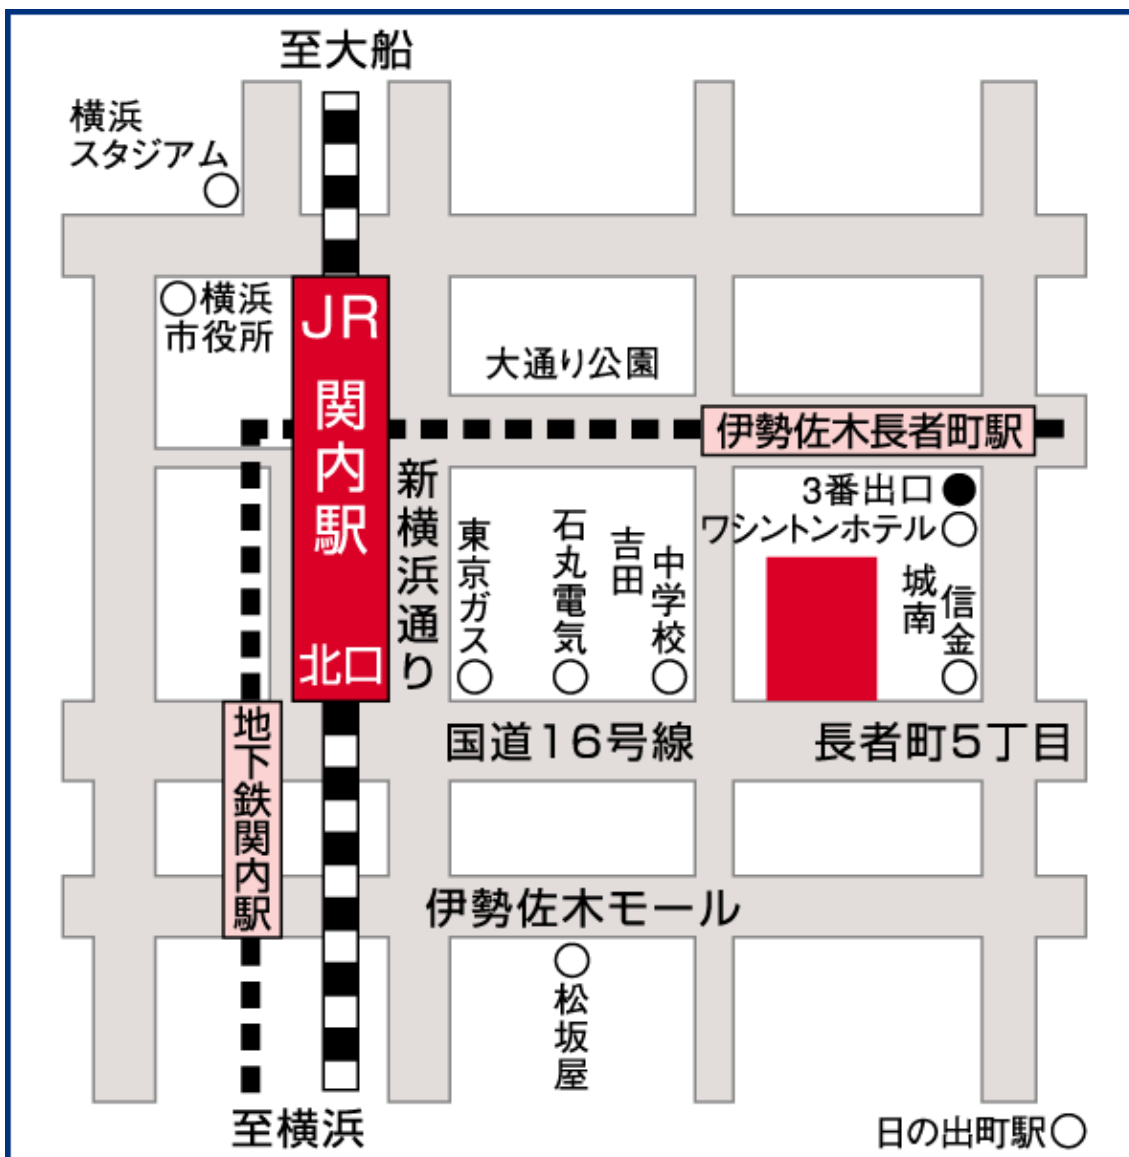 至大船
横浜
スタジアム
横浜
市役所
JR
関内駅
北口
大通り公園
伊勢佐木長者町駅
3番出口
ワシントンホテル
新横浜通り
東京ガス
石丸電気
吉田
中学校
城南
信金
国道16号線
長者町5丁目
地下鉄関内駅
伊勢佐木モール
松坂屋
至横浜
日の出町駅